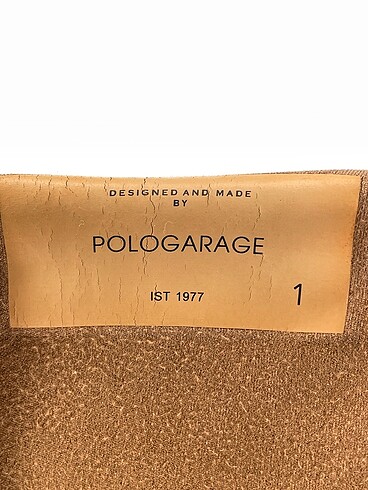 DESIGNED AND MADE
BY
POLOGARAGE
IST 1977
1